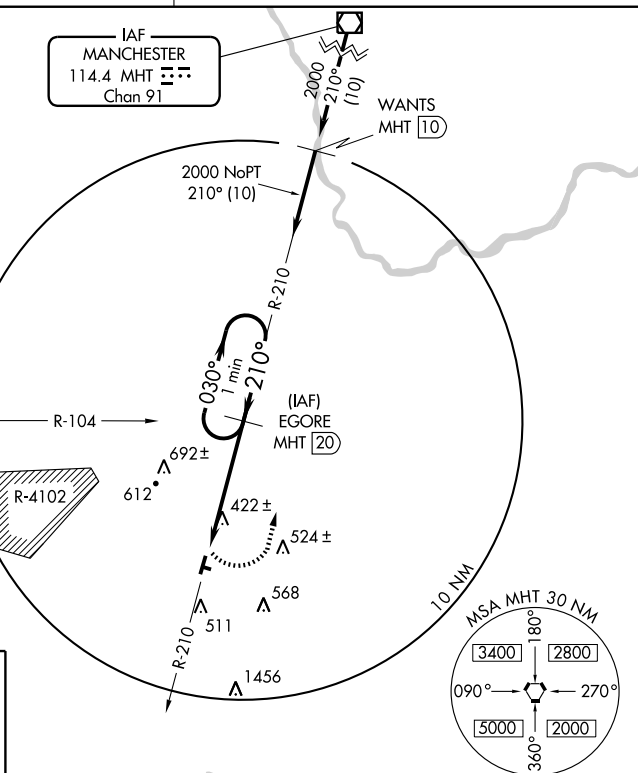 IAF
MANCHESTER
114.4 MHT
Chan 91
2000
210°
(10)
WANTS
MHT 10
2000 NoPT
210° (10)
R-210
030°
1 min
210°
(IAF)
EGORE
MHT 20
R-104
692±
612
R-4102
422±
524±
568
511
R-210
1456
10 NM
MSA MHT 30 NM
180°
3400
2800
090°
270°
5000
2000
360°